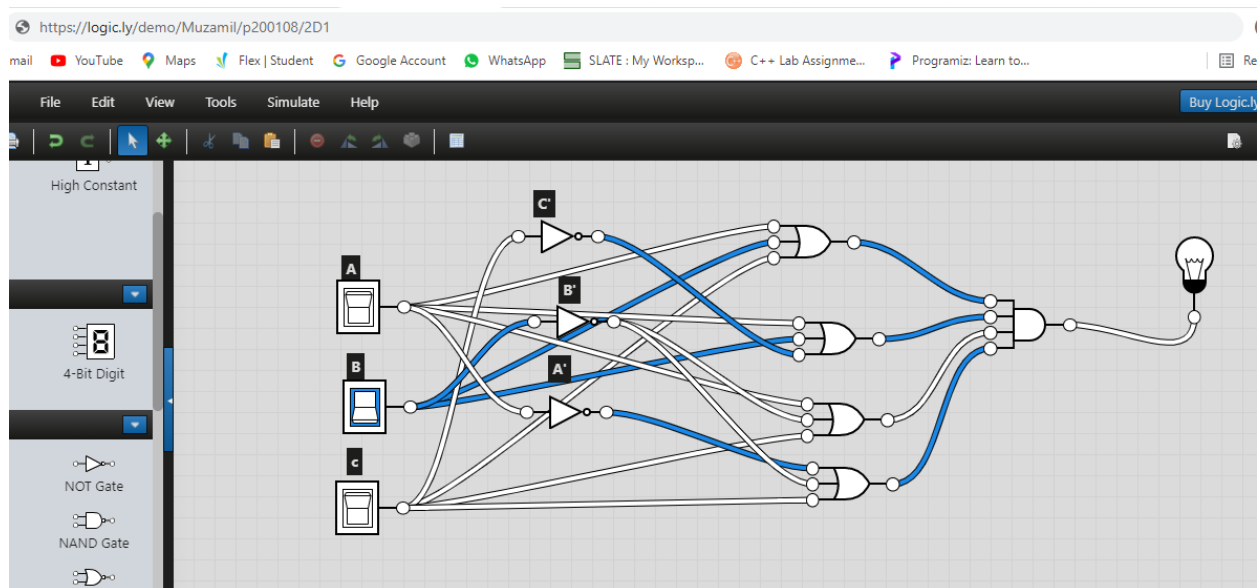 https://logic.ly/demo/Muzamil/p200108/2D1
mail YouTube Maps Flex | Student Google Account WhatsApp SLATE : My Worksp... C++ Lab Assignme... Programiz: Learn to... Re
File Edit View Tools Simulate Help Buy Logic.ly
High Constant
4-Bit Digit
NOT Gate
NAND Gate
C'
A
B'
B
A'
c